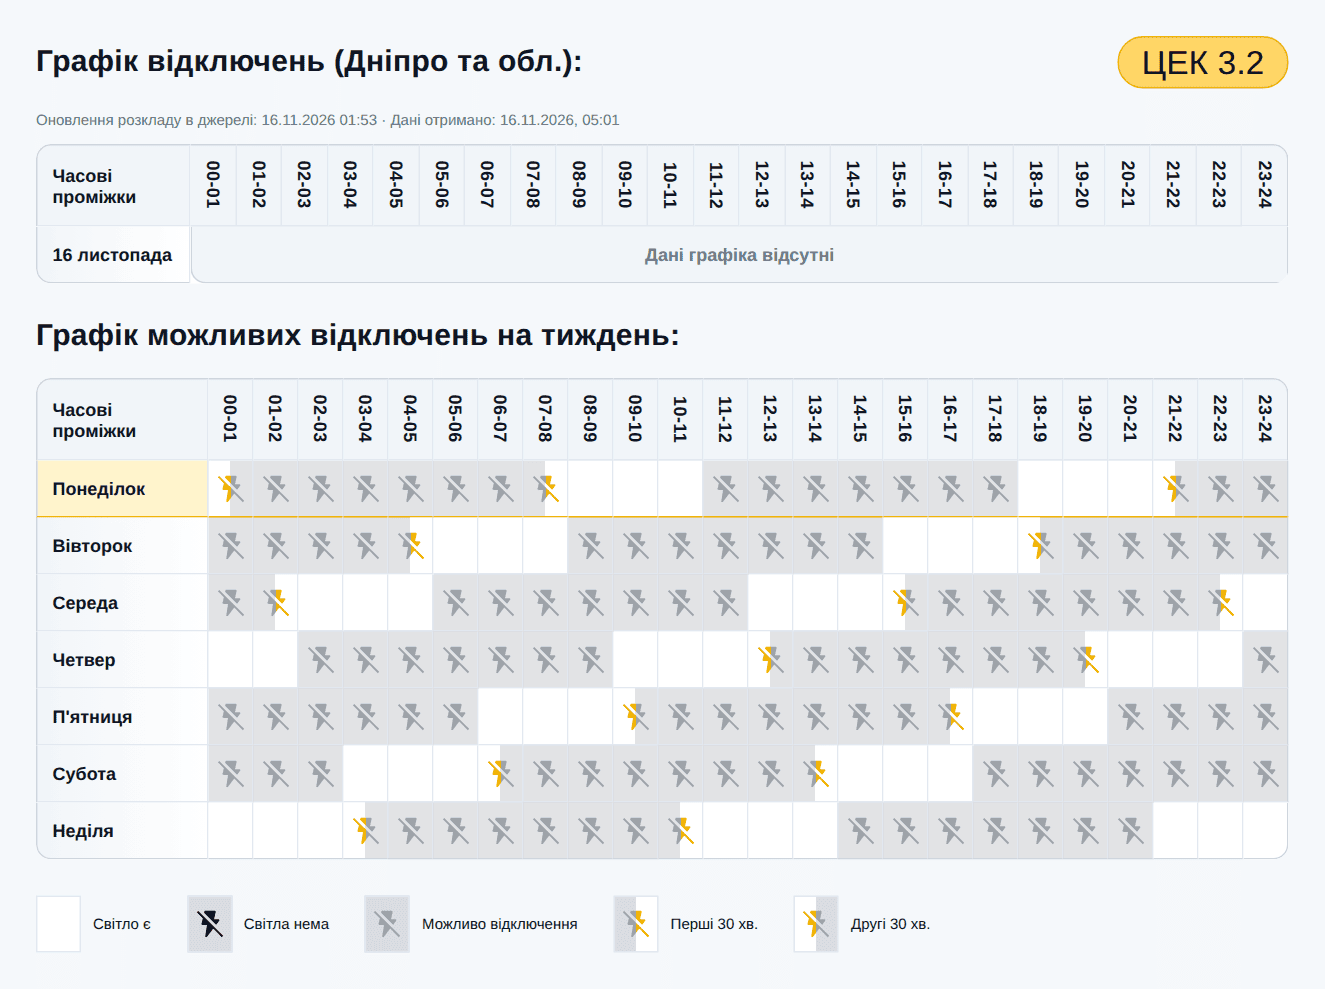 Графік відключень (Дніпро та обл.):
ЦЕК 3.2
Оновлення розкладу в джерелі: 16.11.2026 01:53 · Дані отримано: 16.11.2026, 05:01
Часові
проміжки
00-01 01-02 02-03 03-04 04-05 05-06 06-07 07-08 08-09 09-10 10-11 11-12 12-13 13-14 14-15 15-16 16-17 17-18 18-19 19-20 20-21 21-22 22-23 23-24
16 листопада
Дані графіка відсутні
Графік можливих відключень на тиждень:
Часові
проміжки
00-01 01-02 02-03 03-04 04-05 05-06 06-07 07-08 08-09 09-10 10-11 11-12 12-13 13-14 14-15 15-16 16-17 17-18 18-19 19-20 20-21 21-22 22-23 23-24
Понеділок
Вівторок
Середа
Четвер
П'ятниця
Субота
Неділя
Світло є
Світла нема
Можливо відключення
Перші 30 хв.
Другі 30 хв.